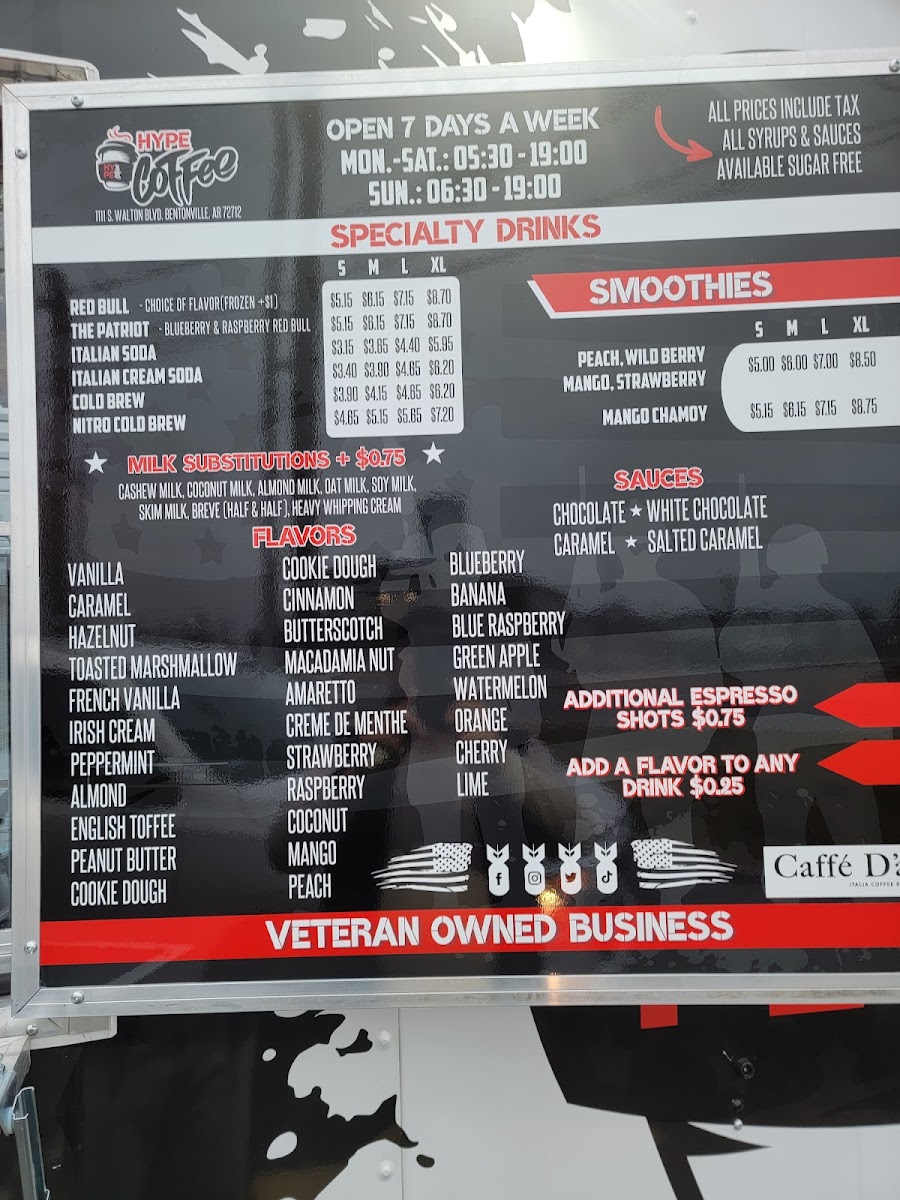 HYPE
COFFEE
1111 S. WALTON BLVD. BENTONVILLE, AR 72712
OPEN 7 DAYS A WEEK
MON.-SAT.: 05:30 - 19:00
SUN.: 06:30 - 19:00
ALL PRICES INCLUDE TAX
ALL SYRUPS & SAUCES
AVAILABLE SUGAR FREE
SPECIALTY DRINKS
S M L XL
RED BULL - CHOICE OF FLAVOR(FROZEN +$1) $5.15 $6.15 $7.15 $8.70
THE PATRIOT - BLUEBERRY & RASPBERRY RED BULL $5.15 $6.15 $7.15 $8.70
ITALIAN SODA $3.15 $3.65 $4.40 $5.95
ITALIAN CREAM SODA $3.40 $3.90 $4.65 $6.20
COLD BREW $3.90 $4.15 $4.65 $6.20
NITRO COLD BREW $4.65 $5.15 $5.65 $7.20
SMOOTHIES
S M L XL
PEACH, WILD BERRY
MANGO, STRAWBERRY $5.00 $6.00 $7.00 $8.50
MANGO CHAMOY $5.15 $6.15 $7.15 $8.75
MILK SUBSTITUTIONS + $0.75
CASHEW MILK, COCONUT MILK, ALMOND MILK, OAT MILK, SOY MILK,
SKIM MILK, BREVE (HALF & HALF), HEAVY WHIPPING CREAM
SAUCES
CHOCOLATE ★ WHITE CHOCOLATE
CARAMEL ★ SALTED CARAMEL
FLAVORS
VANILLA
CARAMEL
HAZELNUT
TOASTED MARSHMALLOW
FRENCH VANILLA
IRISH CREAM
PEPPERMINT
ALMOND
ENGLISH TOFFEE
PEANUT BUTTER
COOKIE DOUGH
COOKIE DOUGH
CINNAMON
BUTTERSCOTCH
MACADAMIA NUT
AMARETTO
CREME DE MENTHE
STRAWBERRY
RASPBERRY
COCONUT
MANGO
PEACH
BLUEBERRY
BANANA
BLUE RASPBERRY
GREEN APPLE
WATERMELON
ORANGE
CHERRY
LIME
ADDITIONAL ESPRESSO
SHOTS $0.75
ADD A FLAVOR TO ANY
DRINK $0.25
Caffé D'
ITALIA COFFEE
VETERAN OWNED BUSINESS